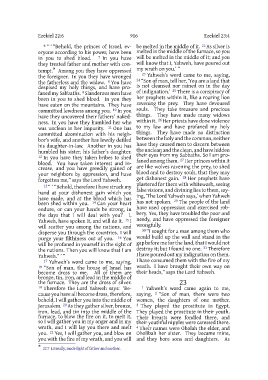 Ezekiel 22:6
906
Ezekiel 23:4
6 “ ‘Behold, the princes of Israel, ev-
eryone according to his power, have been
in you to shed blood. 7 In you have
they treated father and mother with con-
tempt. Among you they have oppressed
the foreigner. In you they have wronged
the fatherless and the widow. 8 You have
despised my holy things, and have pro-
faned my Sabbaths. 9 Slanderous men have
been in you to shed blood. In you they
have eaten on the mountains. They have
committed lewdness among you. 10 In you
have they uncovered their fathers’ naked-
ness. In you have they humbled her who
was unclean in her impurity. 11 One has
committed abomination with his neigh-
bor’s wife, and another has lewdly defiled
his daughter-in-law. Another in you has
humbled his sister, his father’s daughter.
12 In you have they taken bribes to shed
blood. You have taken interest and in-
crease, and you have greedily gained of
your neighbors by oppression, and have
forgotten me,” says the Lord Yahweh.
13 “ ‘Behold, therefore I have struck my
hand at your dishonest gain which you
have made, and at the blood which has
been shed within you. 14 Can your heart
endure, or can your hands be strong, in
the days that I will deal with you? I,
Yahweh, have spoken it, and will do it. 15 I
will scatter you among the nations, and
disperse you through the countries. I will
purge your filthiness out of you. 16 You
will be profaned in yourself in the sight of
the nations. Then you will know that I am
Yahweh.’ ”
17 Yahweh’s word came to me, saying,
18 “Son of man, the house of Israel has
become dross to me. All of them are
bronze, tin, iron, and lead in the middle of
the furnace. They are the dross of silver.
19 Therefore the Lord Yahweh says: ‘Be-
cause you have all become dross, therefore,
behold, I will gather you into the middle of
Jerusalem. 20 As they gather silver, bronze,
iron, lead, and tin into the middle of the
furnace, to blow the fire on it, to melt it,
so I will gather you in my anger and in my
wrath, and I will lay you there and melt
you. 21 Yes, I will gather you, and blow on
you with the fire of my wrath, and you will
be melted in the middle of it. 22 As silver is
melted in the middle of the furnace, so you
will be melted in the middle of it; and you
will know that I, Yahweh, have poured out
my wrath on you.’ ”
23 Yahweh’s word came to me, saying,
24 “Son of man, tell her, ‘You are a land that
is not cleansed nor rained on in the day
of indignation.’ 25 There is a conspiracy of
her prophets within it, like a roaring lion
ravening the prey. They have devoured
souls. They take treasure and precious
things. They have made many widows
within it. 26 Her priests have done violence
to my law and have profaned my holy
things. They have made no distinction
between the holy and the common, neither
have they caused men to discern between
the unclean and the clean, and have hidden
their eyes from my Sabbaths. So I am pro-
faned among them. 27 Her princes within it
are like wolves ravening the prey, to shed
blood and to destroy souls, that they may
get dishonest gain. 28 Her prophets have
plastered for them with whitewash, seeing
false visions, and divining lies to them, say-
ing, ‘The Lord Yahweh says,’ when Yahweh
has not spoken. 29 The people of the land
have used oppression and exercised rob-
bery. Yes, they have troubled the poor and
needy, and have oppressed the foreigner
wrongfully.
30 “I sought for a man among them who
would build up the wall and stand in the
gap before me for the land, that I would not
destroy it; but I found no one. 31 Therefore
I have poured out my indignation on them.
I have consumed them with the fire of my
wrath. I have brought their own way on
their heads,” says the Lord Yahweh.
23
1 Yahweh’s word came again to me,
saying, 2 “Son of man, there were two
women, the daughters of one mother.
3 They played the prostitute in Egypt.
They played the prostitute in their youth.
Their breasts were fondled there, and
their youthful nipples were caressed there.
4 Their names were Oholah the elder, and
Oholibah her sister. They became mine,
and they bore sons and daughters. As